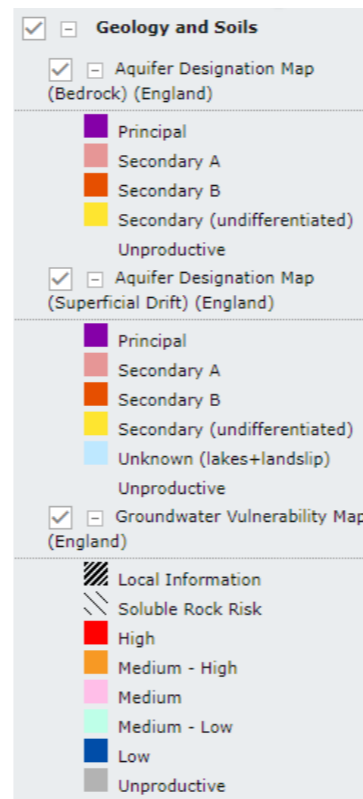 Geology and Soils
Aquifer Designation Map
(Bedrock) (England)
Principal
Secondary A
Secondary B
Secondary (undifferentiated)
Unproductive
Aquifer Designation Map
(Superficial Drift) (England)
Principal
Secondary A
Secondary B
Secondary (undifferentiated)
Unknown (lakes+landslip)
Unproductive
Groundwater Vulnerability Map
(England)
Local Information
Soluble Rock Risk
High
Medium - High
Medium
Medium - Low
Low
Unproductive